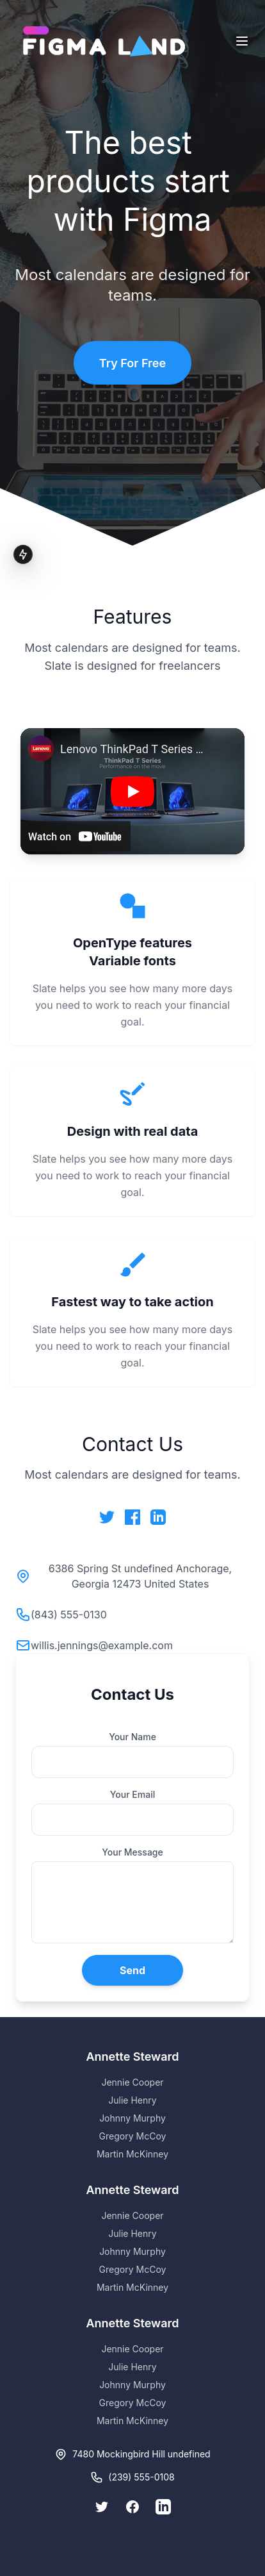 FIGMA LAND
The best
products start
with Figma
Most calendars are designed for
teams.
Try For Free
Features
Most calendars are designed for teams.
Slate is designed for freelancers
Lenovo
Lenovo ThinkPad T Series ...
ThinkPad T Series
Performance on the move
Watch on YouTube
OpenType features
Variable fonts
Slate helps you see how many more days
you need to work to reach your financial
goal.
Design with real data
Slate helps you see how many more days
you need to work to reach your financial
goal.
Fastest way to take action
Slate helps you see how many more days
you need to work to reach your financial
goal.
Contact Us
Most calendars are designed for teams.
6386 Spring St undefined Anchorage,
Georgia 12473 United States
(843) 555-0130
willis.jennings@example.com
Contact Us
Your Name
Your Email
Your Message
Send
Annette Steward
Jennie Cooper
Julie Henry
Johnny Murphy
Gregory McCoy
Martin McKinney
Annette Steward
Jennie Cooper
Julie Henry
Johnny Murphy
Gregory McCoy
Martin McKinney
Annette Steward
Jennie Cooper
Julie Henry
Johnny Murphy
Gregory McCoy
Martin McKinney
7480 Mockingbird Hill undefined
(239) 555-0108